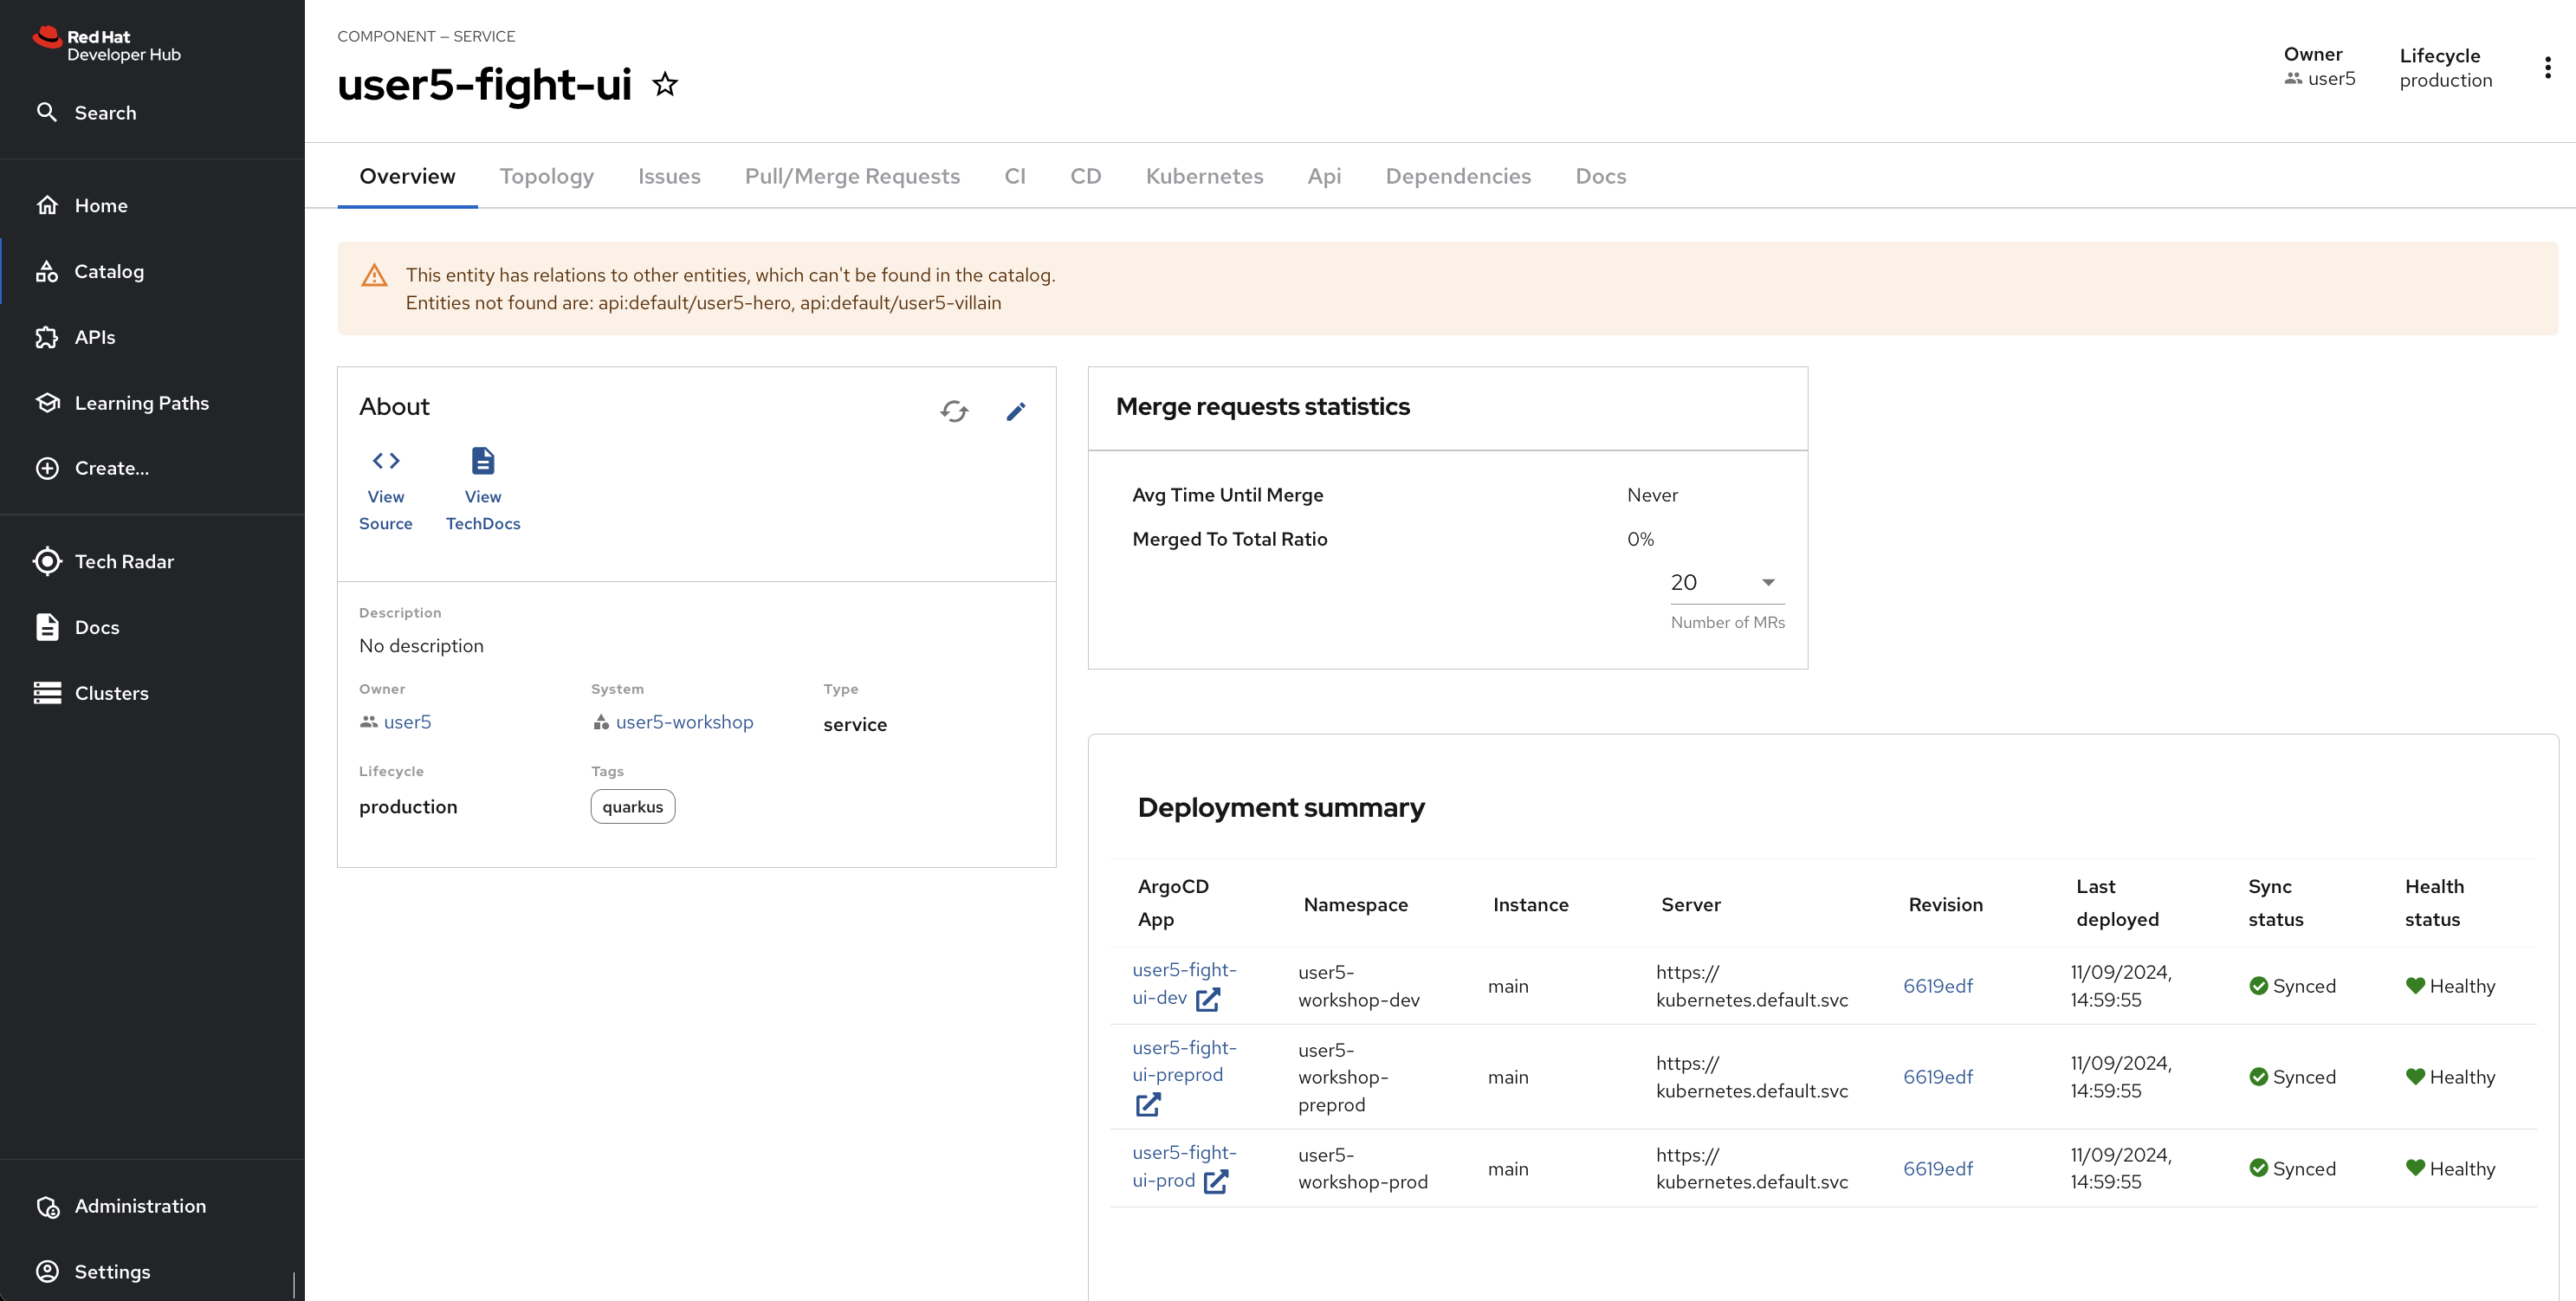 Red Hat
Developer Hub
Search
Home
Catalog
APIs
Learning Paths
Create...
Tech Radar
Docs
Clusters
Administration
Settings
COMPONENT — SERVICE
user5-fight-ui
Owner
user5
Lifecycle
production
Overview Topology Issues Pull/Merge Requests CI CD Kubernetes Api Dependencies Docs
This entity has relations to other entities, which can't be found in the catalog.
Entities not found are: api:default/user5-hero, api:default/user5-villain
About
View
Source
View
TechDocs
Description
No description
Owner
user5
System
user5-workshop
Type
service
Lifecycle
production
Tags
quarkus
Merge requests statistics
Avg Time Until Merge Never
Merged To Total Ratio 0%
20
Number of MRs
Deployment summary
ArgoCD
App
Namespace
Instance
Server
Revision
Last
deployed
Sync
status
Health
status
user5-fight-
ui-dev
user5-
workshop-dev
main
https://
kubernetes.default.svc
6619edf
11/09/2024,
14:59:55
Synced
Healthy
user5-fight-
ui-preprod
user5-
workshop-
preprod
main
https://
kubernetes.default.svc
6619edf
11/09/2024,
14:59:55
Synced
Healthy
user5-fight-
ui-prod
user5-
workshop-prod
main
https://
kubernetes.default.svc
6619edf
11/09/2024,
14:59:55
Synced
Healthy